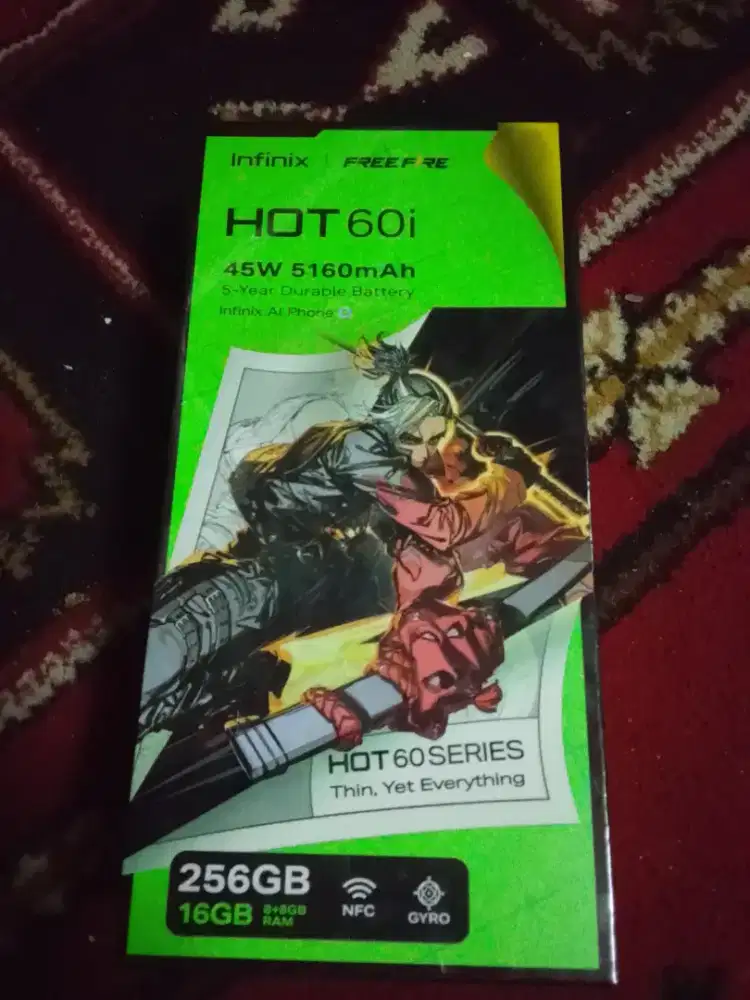 Infinix | FREE FIRE
HOT 60i
45W 5160mAh
5-Year Durable Battery
Infinix AI Phone
HOT 60 SERIES
Thin, Yet Everything
256GB
16GB 8+8GB RAM
NFC
GYRO